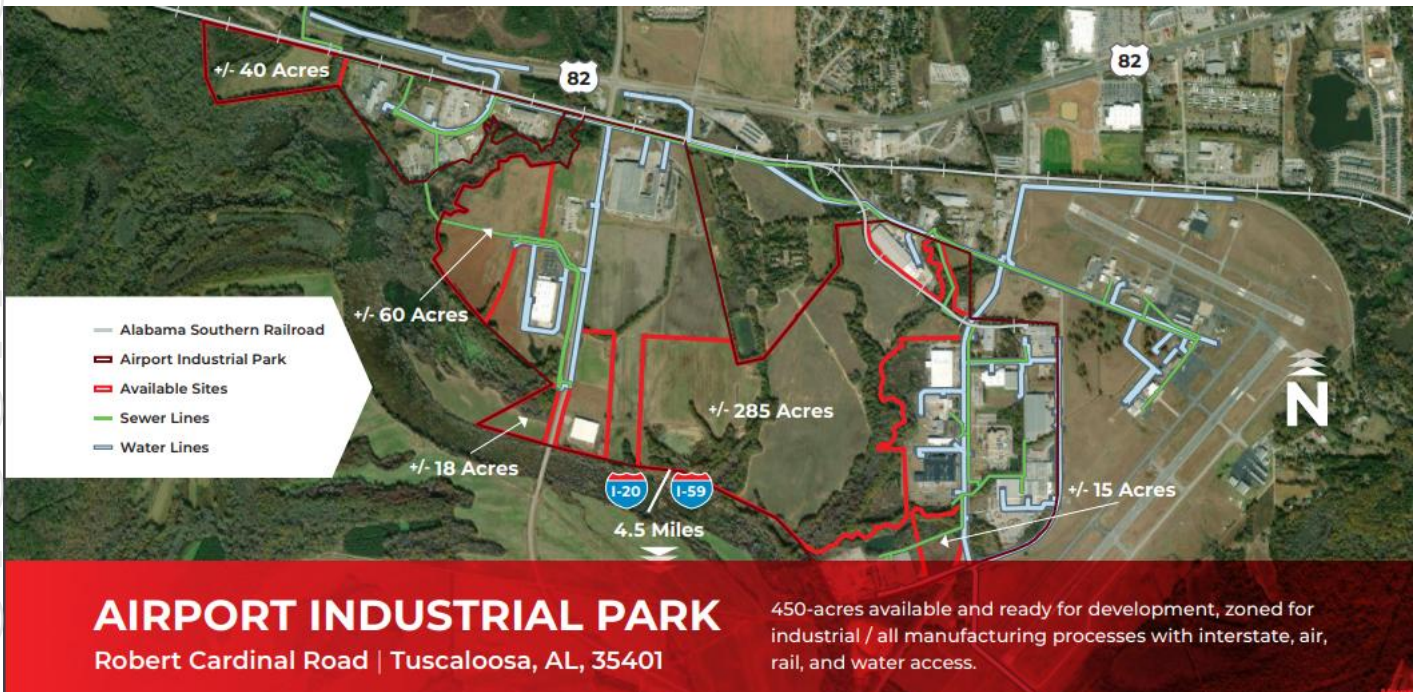 +/- 40 Acres
82
82
+/- 60 Acres
Alabama Southern Railroad
Airport Industrial Park
Available Sites
Sewer Lines
Water Lines
+/- 285 Acres
+/- 18 Acres
N
I-20 / I-59
4.5 Miles
+/- 15 Acres
AIRPORT INDUSTRIAL PARK
Robert Cardinal Road | Tuscaloosa, AL, 35401
450-acres available and ready for development, zoned for
industrial / all manufacturing processes with interstate, air,
rail, and water access.